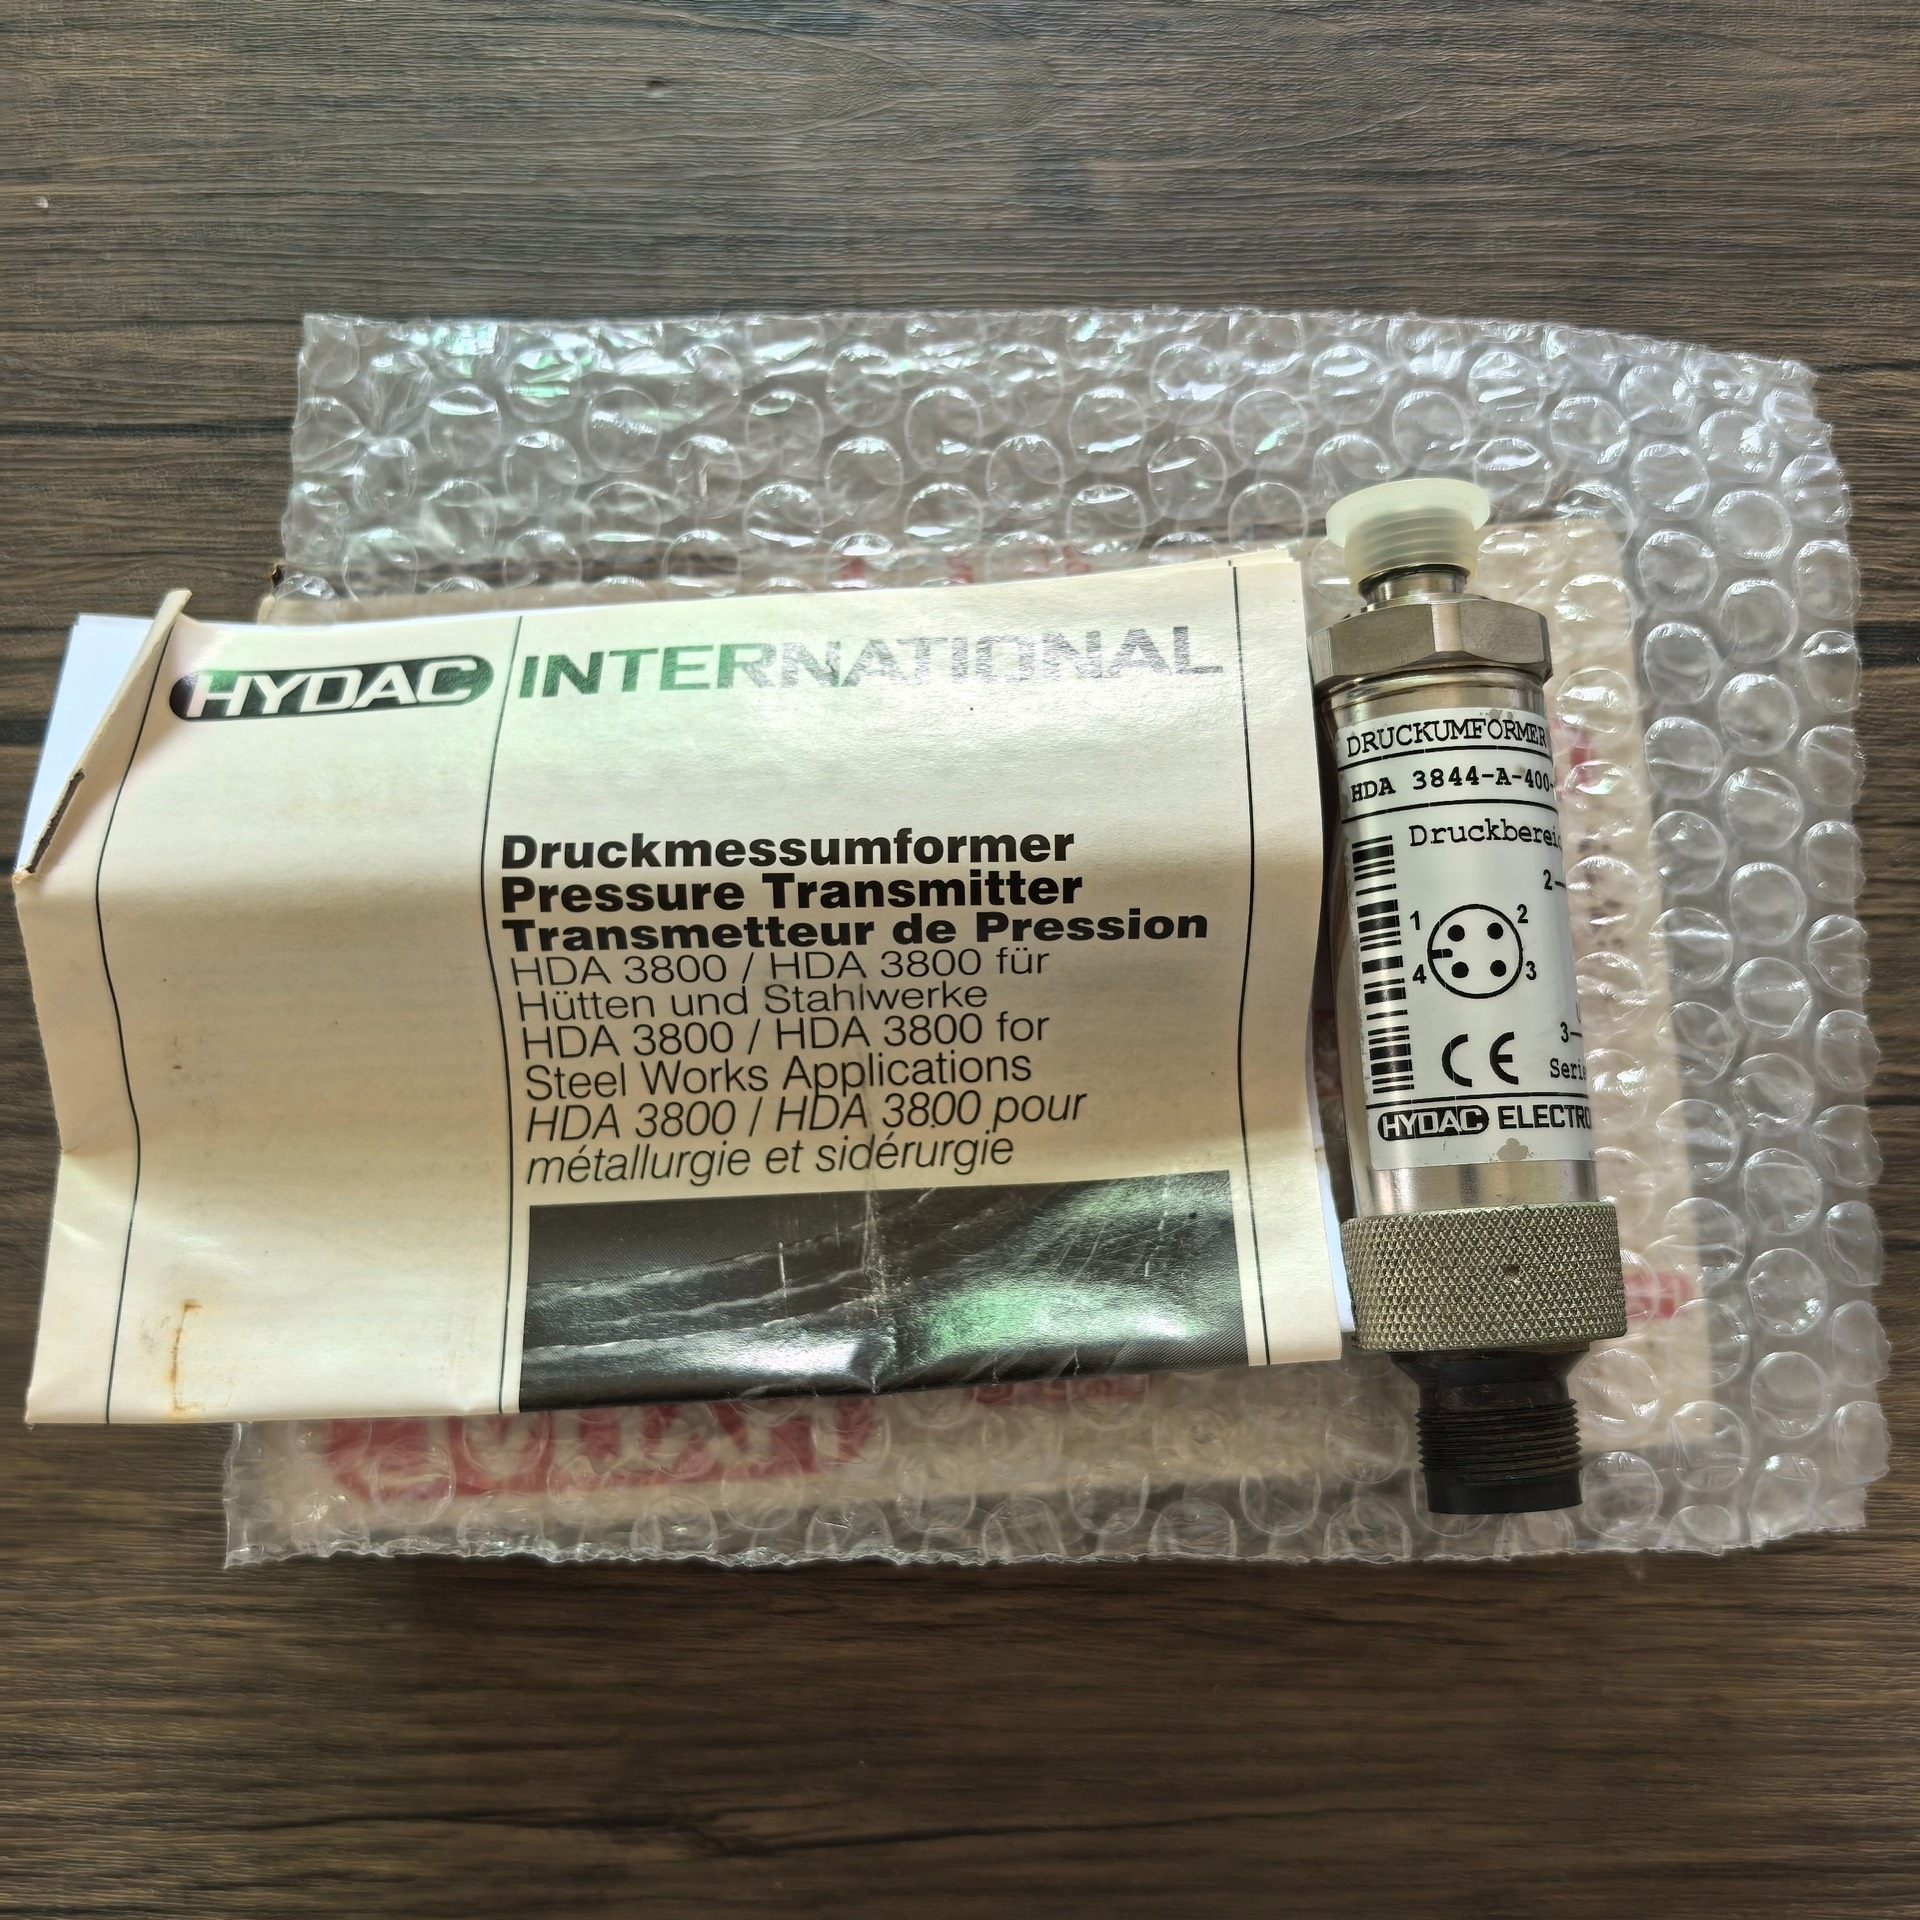 HYDAC INTERNATIONAL
Druckmessumformer
Pressure Transmitter
Transmetteur de Pression
HDA 3800 / HDA 3800 für
Hütten und Stahlwerke
HDA 3800 / HDA 3800 for
Steel Works Applications
HDA 3800 / HDA 3800 pour
métallurgie et sidérurgie
DRUCKUMFORMER
HDA 3844-A-400-
Druckbereic
2
1 2
4 3
3
CE Serie
HYDAC ELECTRO